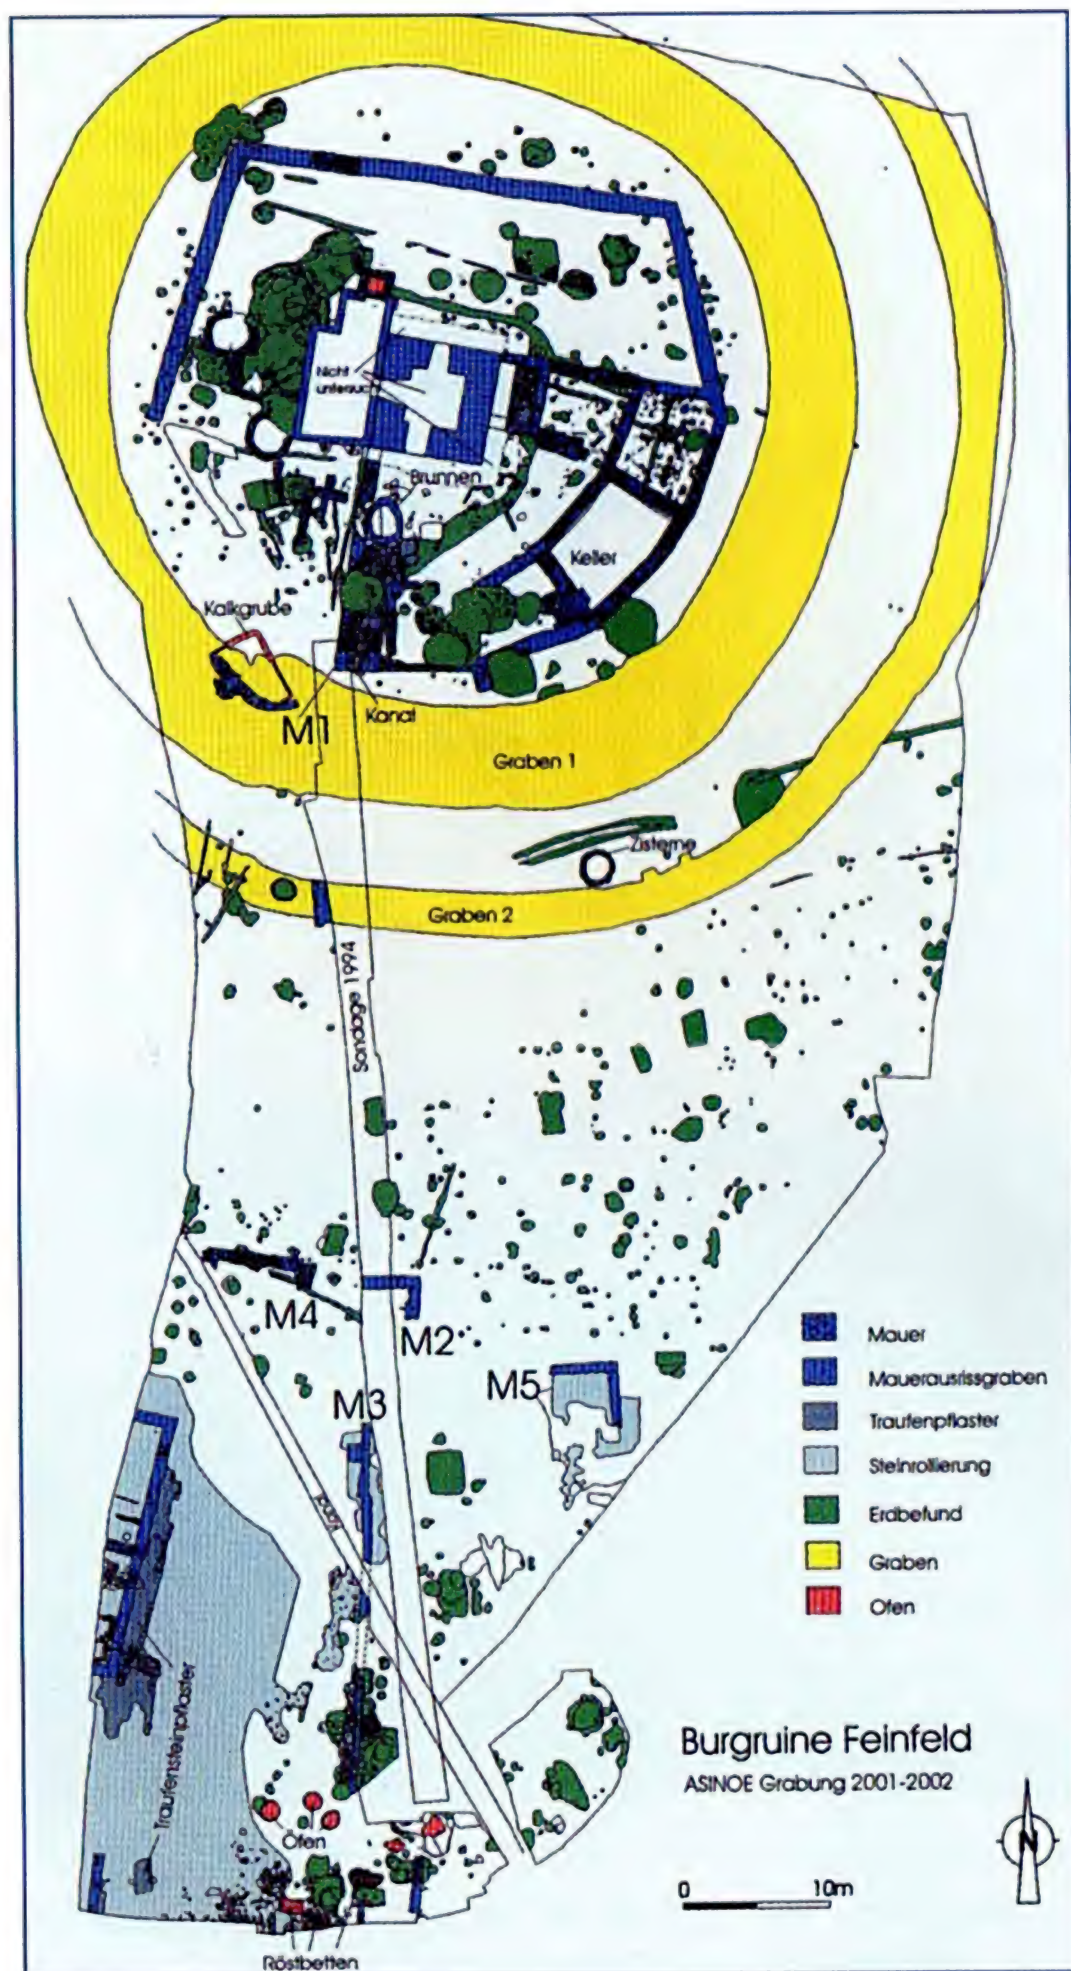 Nicht
untersucht
Brunnen
Keller
Kalkgrube
M1
Kanal
Graben 1
Zisterne
Graben 2
Sondage 1994
M4
M2
M5
M3
Mauer
Mauerausrissgraben
Traufenpflaster
Steinrollierung
Erdbefund
Graben
Ofen
Kanal
Traufensteinpflaster
Burgruine Feinfeld
ASINOE Grabung 2001-2002
Öfen
N
0 10m
Röstbetten